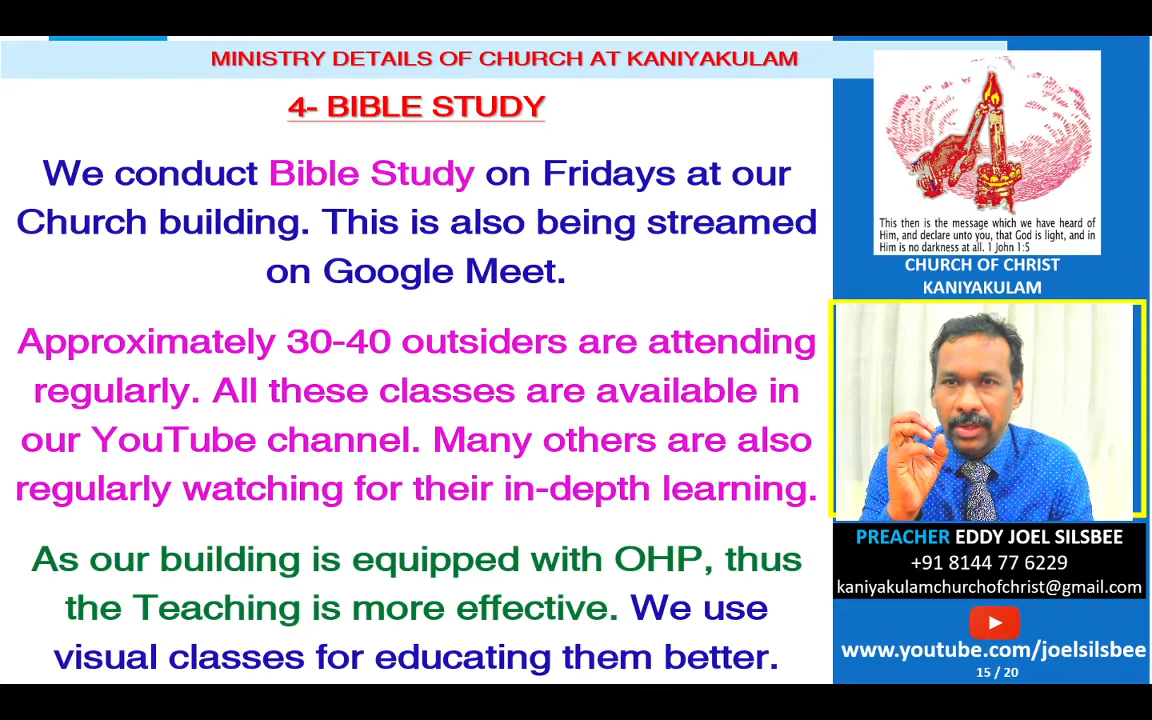 MINISTRY DETAILS OF CHURCH AT KANIYAKULAM
4- BIBLE STUDY
We conduct Bible Study on Fridays at our
Church building. This is also being streamed
on Google Meet.
Approximately 30-40 outsiders are attending
regularly. All these classes are available in
our YouTube channel. Many others are also
regularly watching for their in-depth learning.
As our building is equipped with OHP, thus
the Teaching is more effective. We use
visual classes for educating them better.
This then is the message which we have heard of
Him, and declare unto you, that God is light, and in
Him is no darkness at all. 1 John 1:5
CHURCH OF CHRIST
KANIYAKULAM
PREACHER EDDY JOEL SILSBEE
+91 8144 77 6229
kaniyakulamchurchofchrist@gmail.com
www.youtube.com/joelsilsbee
15 / 20